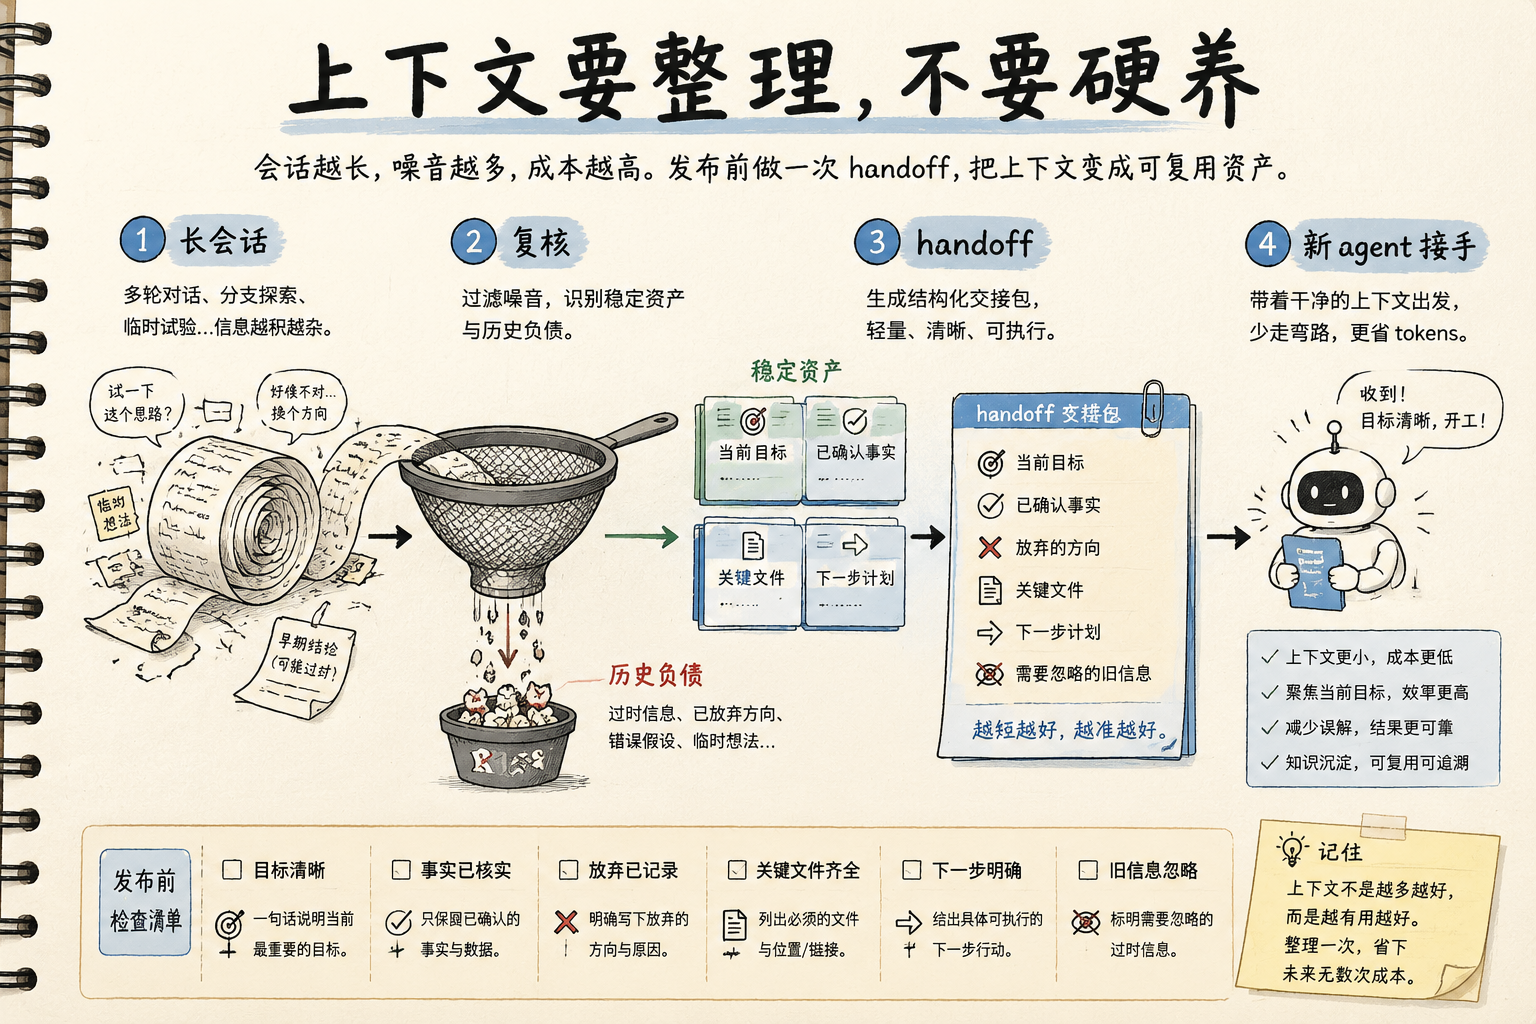 上下文要整理,不要硬养
会话越长,噪音越多,成本越高。发布前做一次 handoff,把上下文变成可复用资产。
1 长会话
多轮对话、分支探索、
临时试验...信息越积越杂。
2 复核
过滤噪音,识别稳定资产
与历史负债。
3 handoff
生成结构化交接包,
轻量、清晰、可执行。
4 新 agent 接手
带着干净的上下文出发,
少走弯路,更省 tokens。
试一下
这个思路?
好像不对...
换个方向
想法
早期结论
(可能过时?
稳定资产
当前目标
已确认事实
关键文件
下一步计划
历史负债
过时信息、已放弃方向、
错误假设、临时想法...
handoff 交接包
当前目标
已确认事实
放弃的方向
关键文件
下一步计划
需要忽略的旧信息
越短越好,越准越好。
收到!
目标清晰,开工!
上下文更小,成本更低
聚焦当前目标,效率更高
减少误解,结果更可靠
知识沉淀,可复用可追溯
发布前
检查清单
目标清晰
一句话说明当前
最重要的目标。
事实已核实
只保留已确认的
事实与数据。
放弃已记录
明确写下放弃的
方向与原因。
关键文件齐全
列出必须的文件
与位置/链接。
下一步明确
给出具体可执行的
下一步行动。
旧信息忽略
标明需要忽略的
过时信息。
记住
上下文不是越多越好,
而是越有用越好。
整理一次,省下
未来无数次成本。